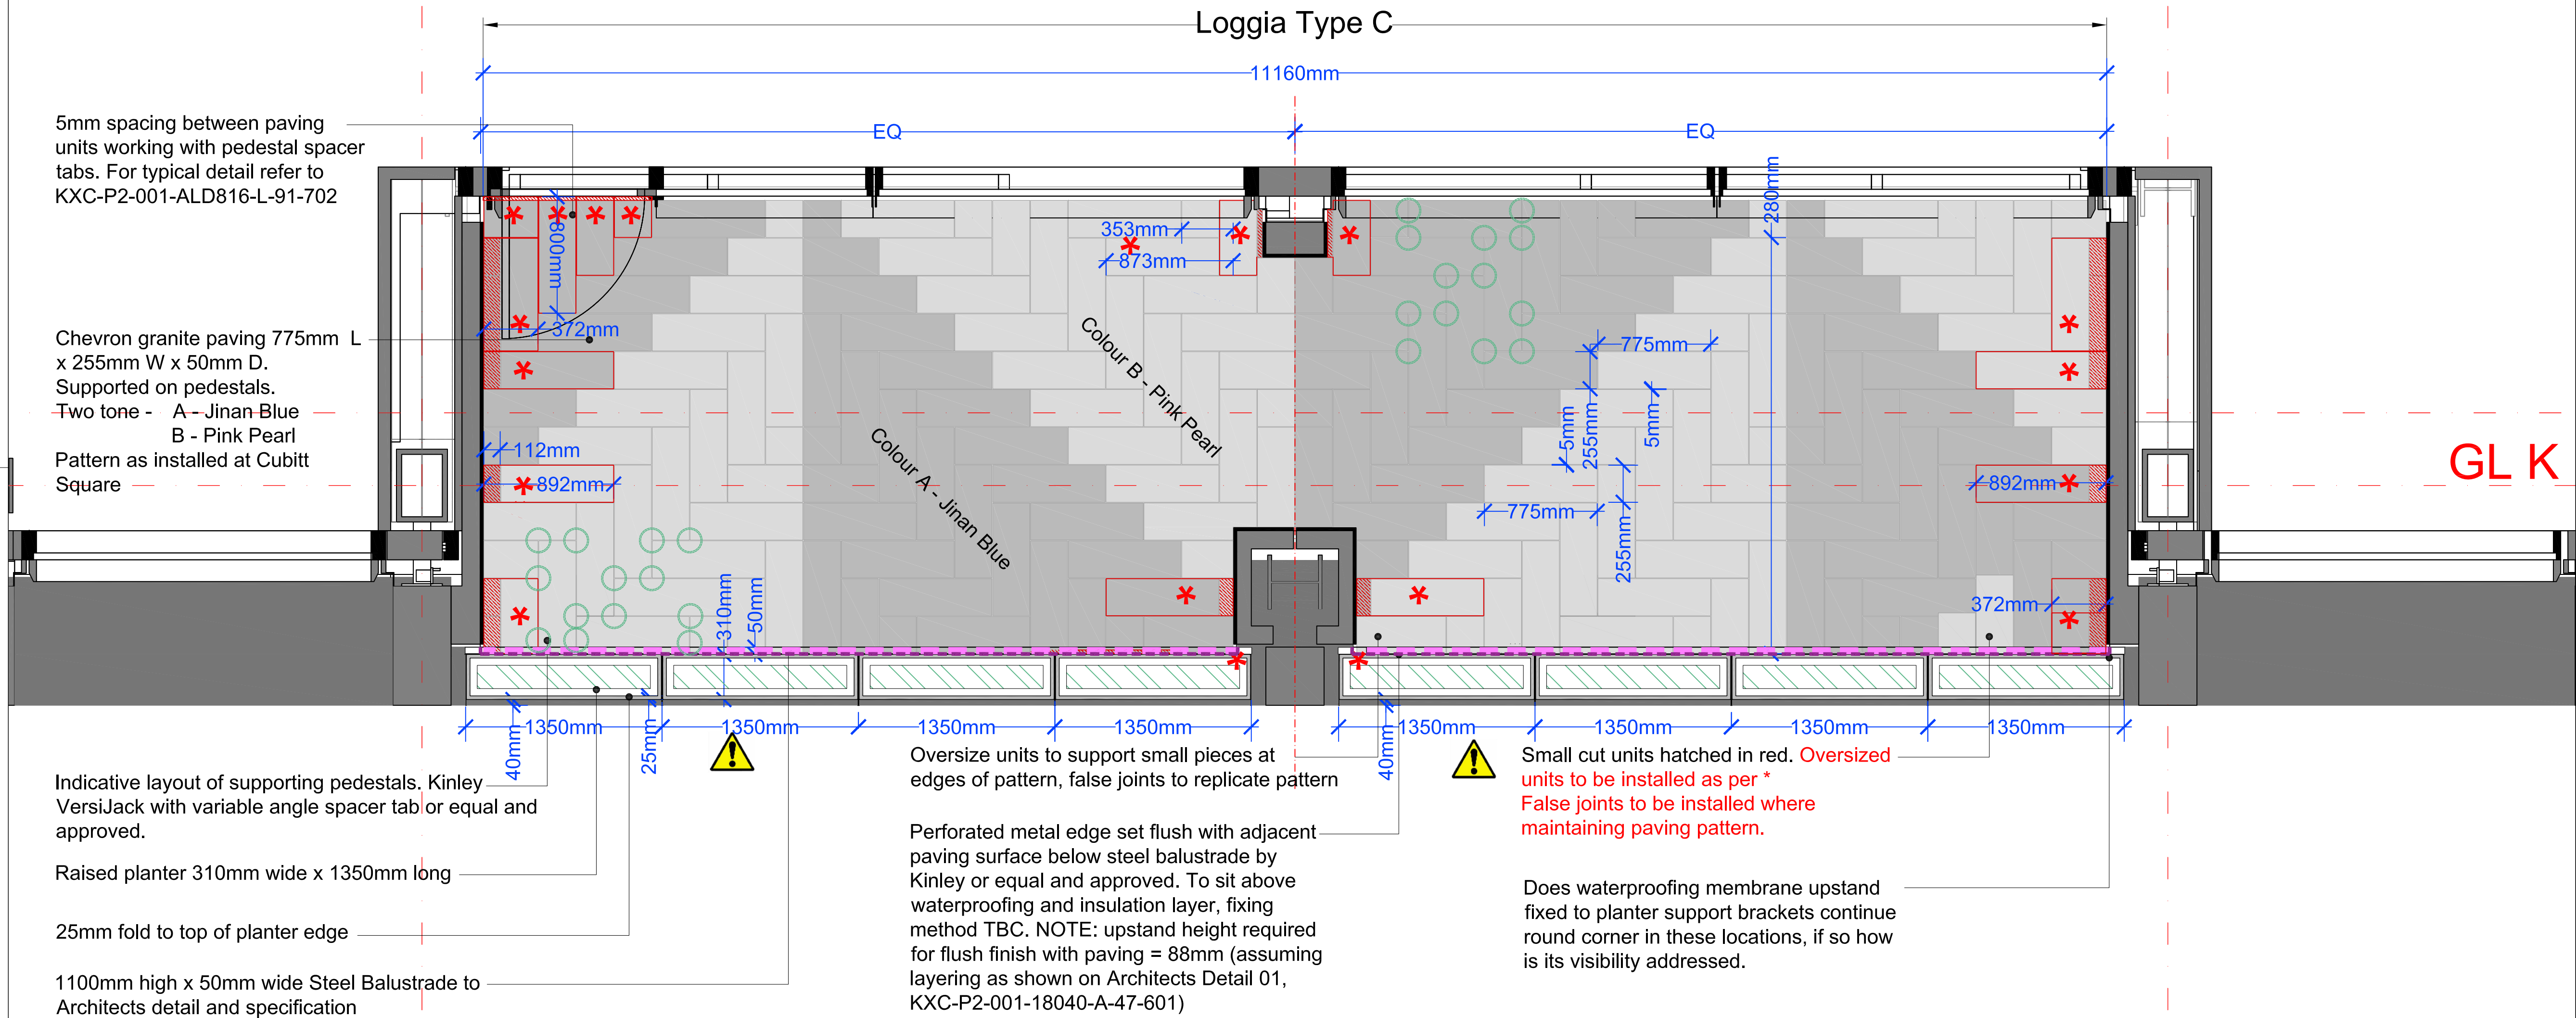 Loggia Type C
11160mm
EQ
EQ
5mm spacing between paving
units working with pedestal spacer
tabs. For typical detail refer to
KXC-P2-001-ALD816-L-91-702
Chevron granite paving 775mm L
x 255mm W x 50mm D.
Supported on pedestals.
Two tone - A - Jinan Blue
B - Pink Pearl
Pattern as installed at Cubitt
Square
*
*
*
*
800mm
*
372mm
*
112mm
*
892mm
*
353mm
*
873mm
*
*
280mm
Colour B - Pink Pearl
Colour A - Jinan Blue
775mm
5mm
255mm
5mm
775mm
255mm
*
*
892mm
*
372mm
*
GL K
310mm
50mm
*
*
*
*
1350mm
1350mm
1350mm
1350mm
1350mm
1350mm
1350mm
1350mm
40mm
25mm
40mm
Indicative layout of supporting pedestals. Kinley
VersiJack with variable angle spacer tab or equal and
approved.
Raised planter 310mm wide x 1350mm long
25mm fold to top of planter edge
1100mm high x 50mm wide Steel Balustrade to
Architects detail and specification
Oversize units to support small pieces at
edges of pattern, false joints to replicate pattern
Perforated metal edge set flush with adjacent
paving surface below steel balustrade by
Kinley or equal and approved. To sit above
waterproofing and insulation layer, fixing
method TBC. NOTE: upstand height required
for flush finish with paving = 88mm (assuming
layering as shown on Architects Detail 01,
KXC-P2-001-18040-A-47-601)
Small cut units hatched in red. Oversized
units to be installed as per *
False joints to be installed where
maintaining paving pattern.
Does waterproofing membrane upstand
fixed to planter support brackets continue
round corner in these locations, if so how
is its visibility addressed.